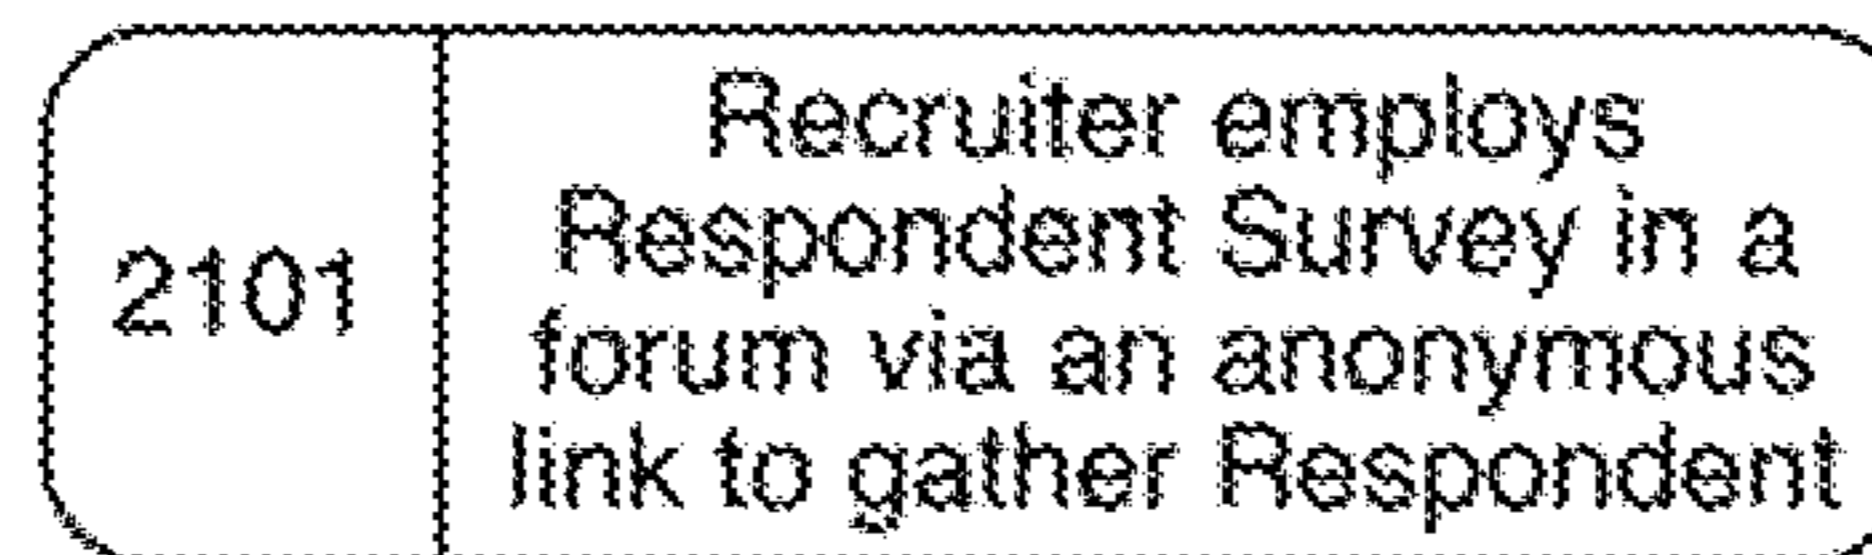 2101
Recruiter employs
Respondent Survey in a
forum via an anonymous
link to gather Respondent